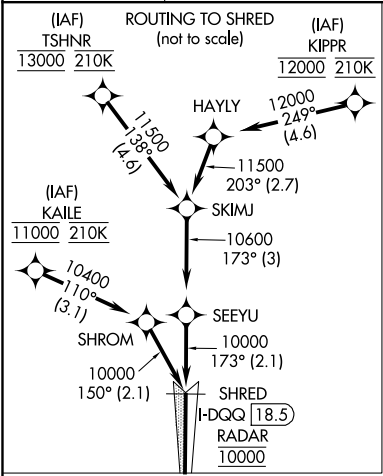 ROUTING TO SHRED
(not to scale)
(IAF)
TSHNR
13000 210K
(IAF)
KIPPR
12000 210K
HAYLY
12000
249°
(4.6)
11500
138°
(4.6)
11500
203° (2.7)
SKIMJ
(IAF)
KAILE
11000 210K
10600
173° (3)
10400
110°
(3.1)
SEEYU
SHROM
10000
173° (2.1)
10000
150° (2.1)
SHRED
I-DQQ 18.5
RADAR
10000